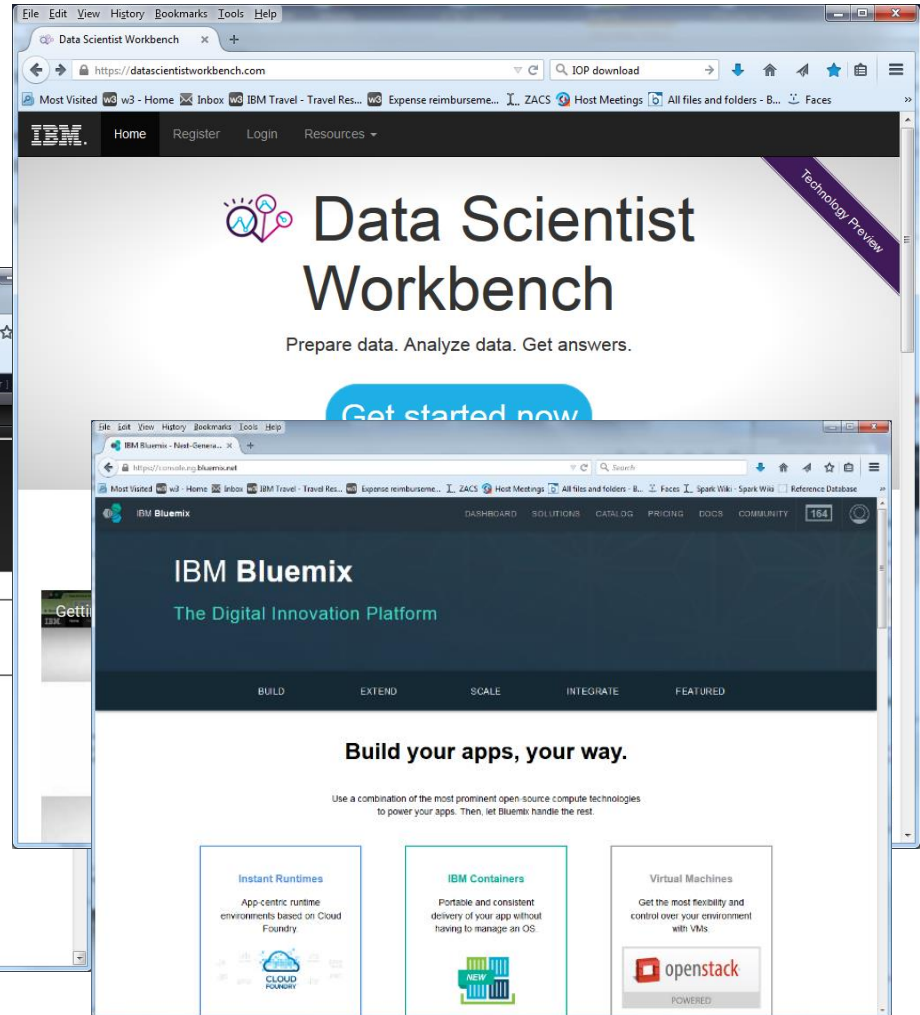 File Edit View History Bookmarks Tools Help
Data Scientist Workbench × +
https://datascientistworkbench.com
IOP download
Most Visited w3 w3 - Home Inbox w3 IBM Travel - Travel Res... w3 Expense reimburseme... ZACS Host Meetings All files and folders - B... Faces »
IBM. Home Register Login Resources
Technology Preview
Data Scientist
Workbench
Prepare data. Analyze data. Get answers.
Get started now
Getti
File Edit View History Bookmarks Tools Help
IBM Bluemix - Next-Genera... × +
https://console.ng.bluemix.net
Search
Most Visited w3 - Home Inbox IBM Travel - Travel Res... Expense reimburseme... ZACS Host Meetings All files and folders - B... Faces Spark Wiki - Spark Wiki Reference Database »
IBM Bluemix DASHBOARD SOLUTIONS CATALOG PRICING DOCS COMMUNITY 164
IBM Bluemix
The Digital Innovation Platform
BUILD EXTEND SCALE INTEGRATE FEATURED
Build your apps, your way.
Use a combination of the most prominent open-source compute technologies
to power your apps. Then, let Bluemix handle the rest.
Instant Runtimes
App-centric runtime
environments based on Cloud
Foundry.
CLOUD
FOUNDRY
IBM Containers
Portable and consistent
delivery of your app without
having to manage an OS.
NEW
Virtual Machines
Get the most flexibility and
control over your environment
with VMs.
openstack
POWERED